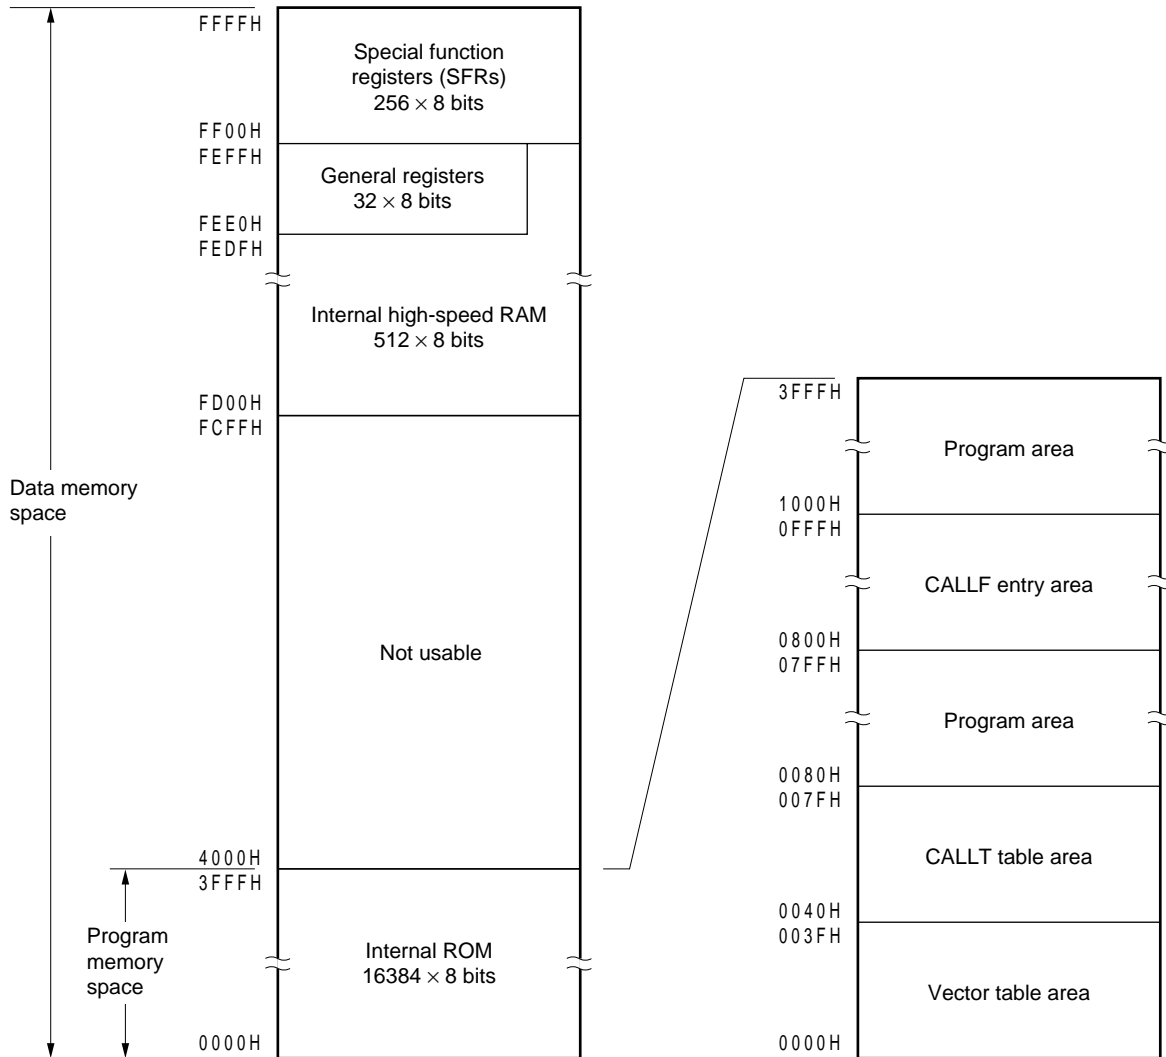 FFFFH
Special function
registers (SFRs)
256 × 8 bits
FF00H
FEFFH
General registers
32 × 8 bits
FEE0H
FEDFH
Internal high-speed RAM
512 × 8 bits
FD00H
FCFFH
Data memory
space
Not usable
4000H
3FFFH
Program
memory
space
Internal ROM
16384 × 8 bits
0000H
3FFFH
Program area
1000H
0FFFH
CALLF entry area
0800H
07FFH
Program area
0080H
007FH
CALLT table area
0040H
003FH
Vector table area
0000H